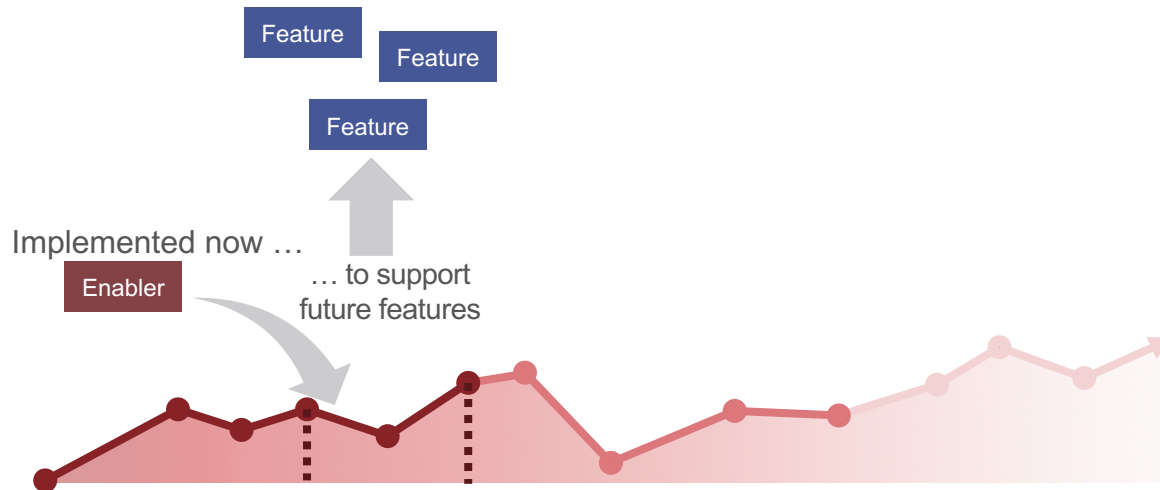 Feature
Feature
Feature
Implemented now …
Enabler
… to support
future features